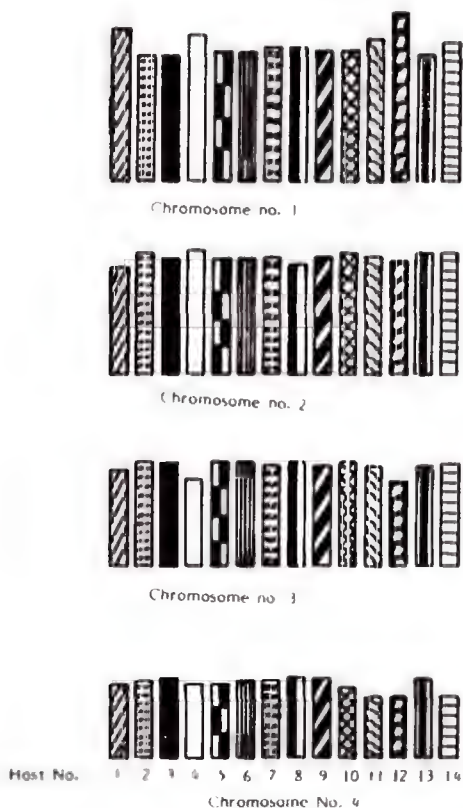 Chromosome no. 1
Chromosome no. 2
Chromosome no. 3
Host No. 1 2 3 4 5 6 7 8 9 10 11 12 13 14
Chromosome No. 4